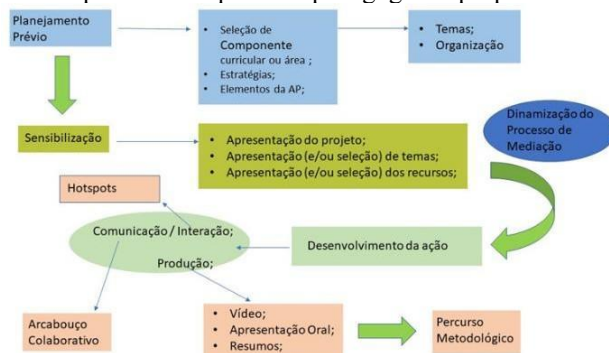 Planejamento
Prévio
• Seleção de
Componente
curricular ou área ;
• Estratégias;
• Elementos da AP;
• Temas;
• Organização
Sensibilização
• Apresentação do projeto;
• Apresentação (e/ou seleção) de temas;
• Apresentação (e/ou seleção) dos recursos;
Dinamização do
Processo de
Mediação
Hotspots
Comunicação / Interação;
Produção;
Desenvolvimento da ação
Arcabouço
Colaborativo
• Vídeo;
• Apresentação Oral;
• Resumos;
Percurso
Metodológico